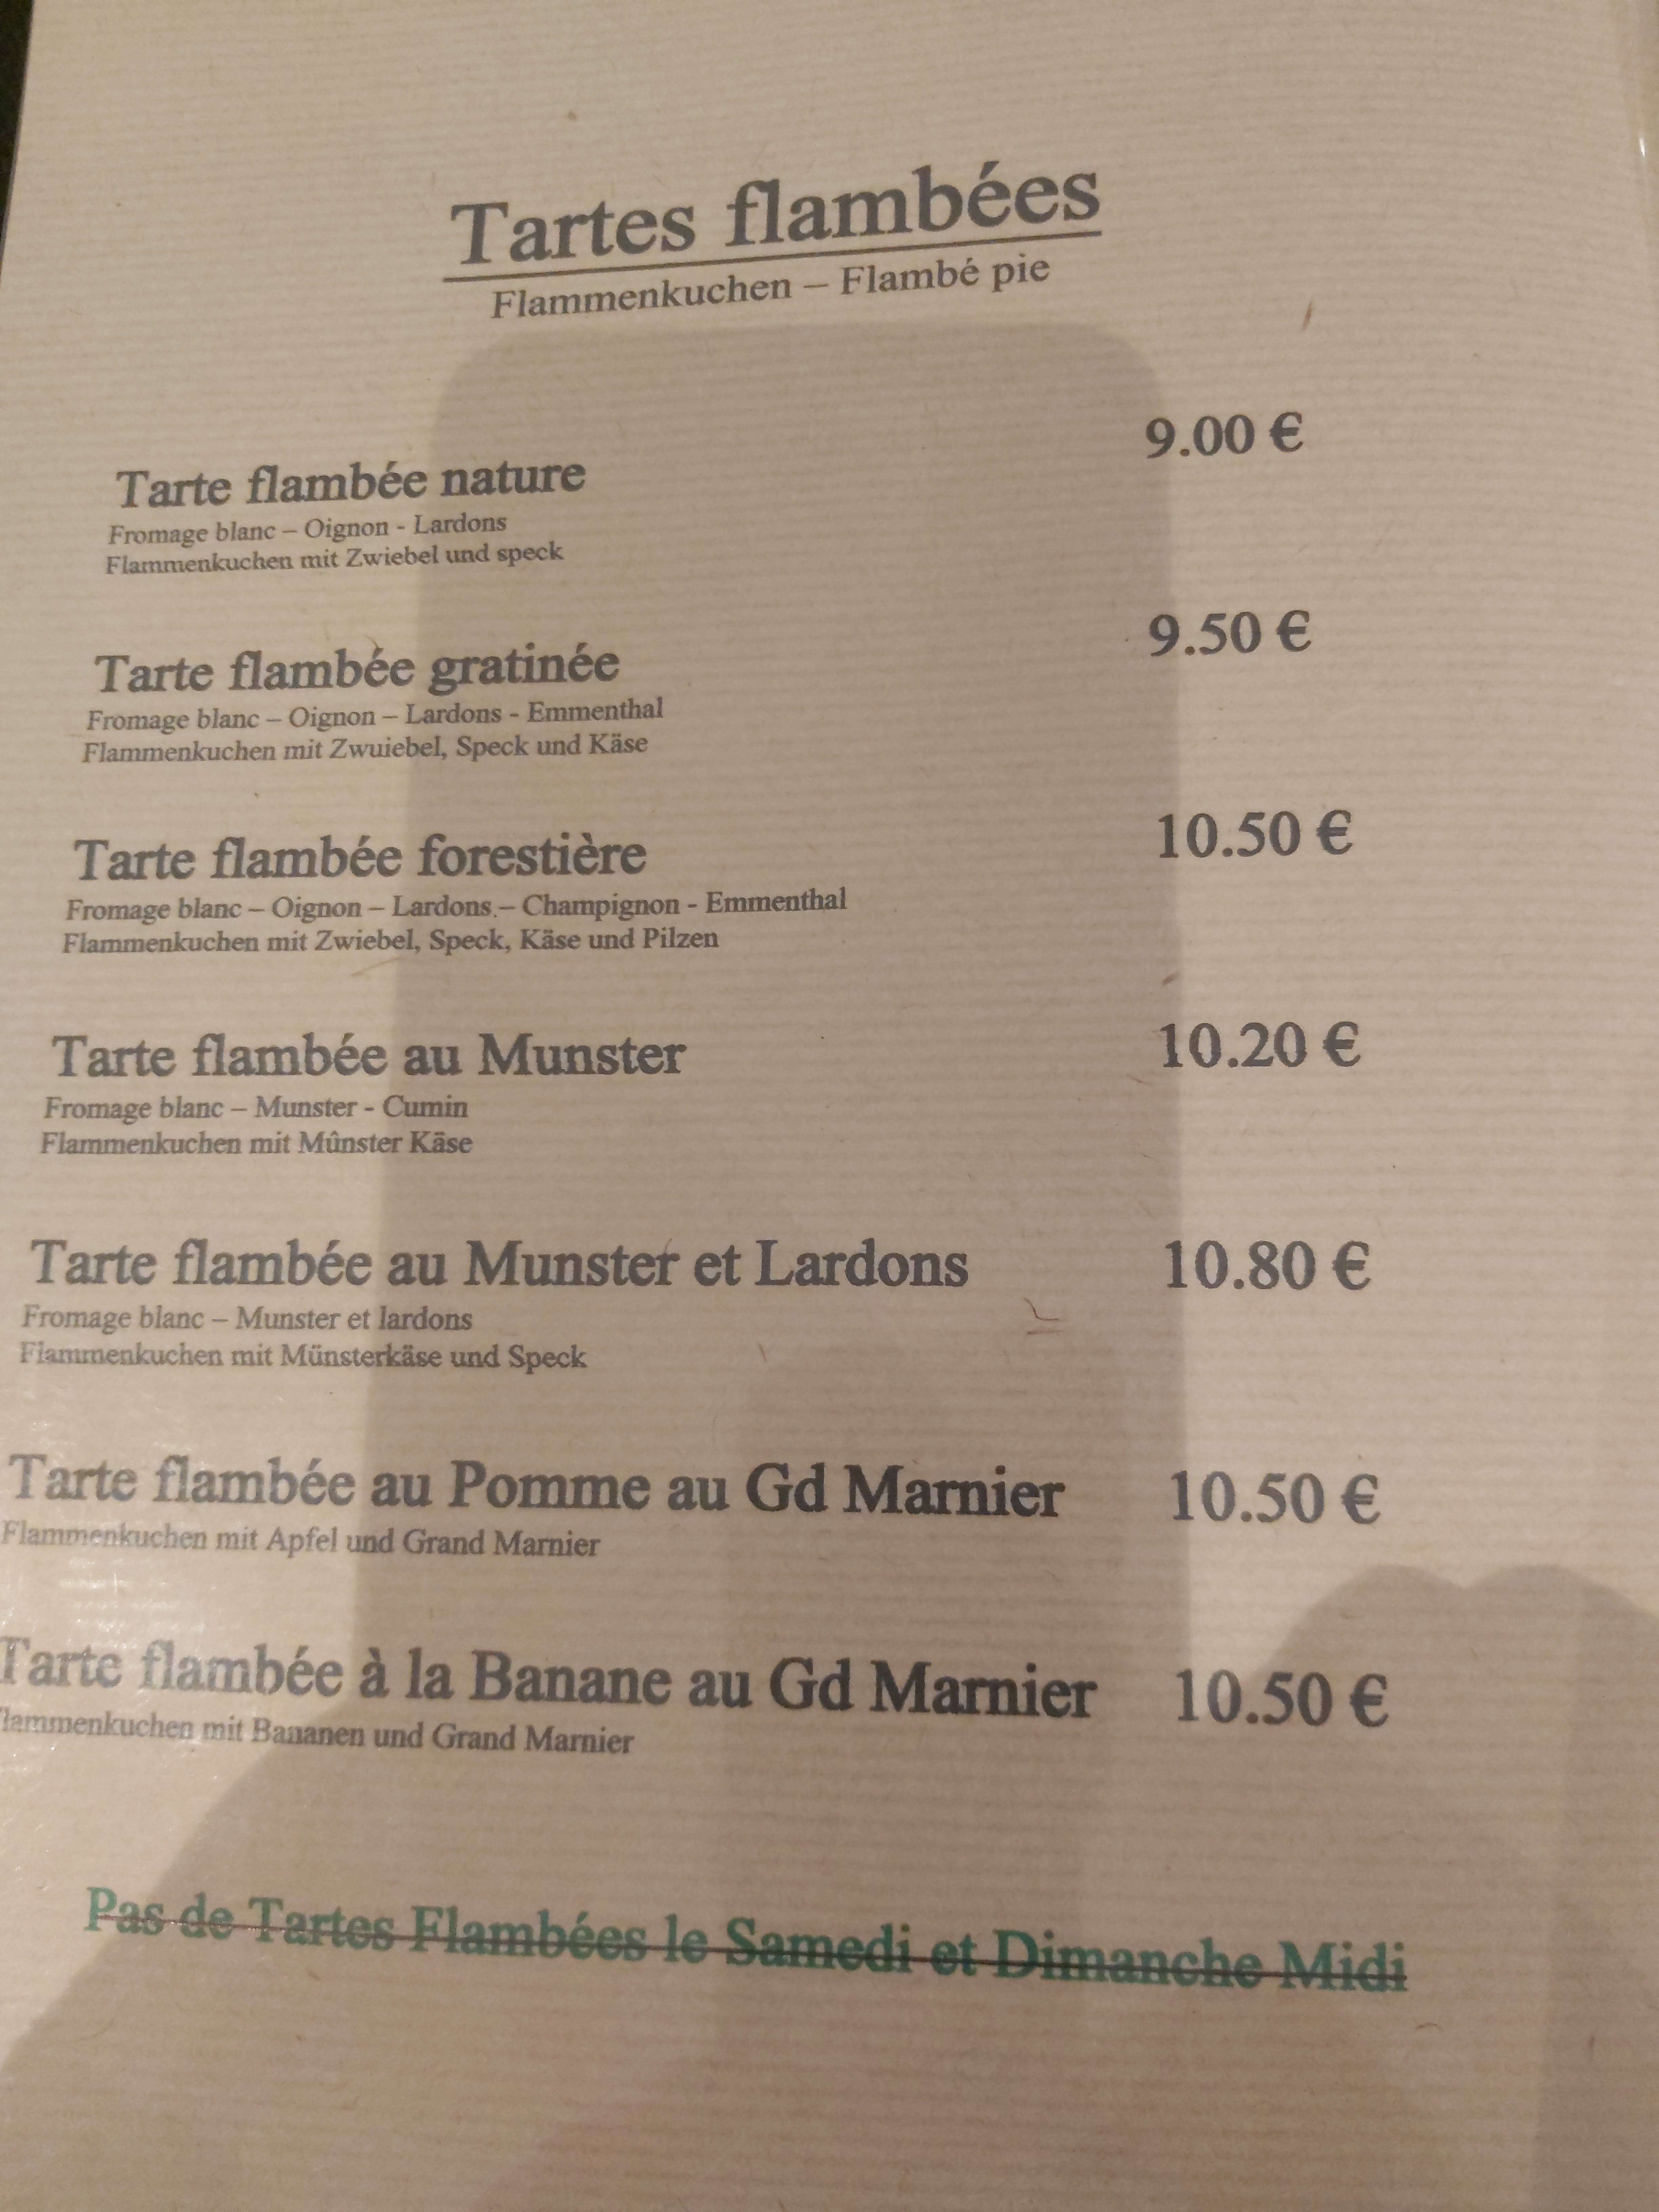 Tartes flambées
Flammenkuchen – Flambé pie
Tarte flambée nature 9.00 €
Fromage blanc – Oignon - Lardons
Flammenkuchen mit Zwiebel und speck
Tarte flambée gratinée 9.50 €
Fromage blanc – Oignon – Lardons - Emmenthal
Flammenkuchen mit Zwuiebel, Speck und Käse
Tarte flambée forestière 10.50 €
Fromage blanc – Oignon – Lardons – Champignon - Emmenthal
Flammenkuchen mit Zwiebel, Speck, Käse und Pilzen
Tarte flambée au Munster 10.20 €
Fromage blanc – Munster - Cumin
Flammenkuchen mit Mûnster Käse
Tarte flambée au Munster et Lardons 10.80 €
Fromage blanc – Munster et lardons
Flammenkuchen mit Münsterkäse und Speck
Tarte flambée au Pomme au Gd Marnier 10.50 €
Flammenkuchen mit Apfel und Grand Marnier
Tarte flambée à la Banane au Gd Marnier 10.50 €
lammenkuchen mit Bananen und Grand Marnier
Pas de Tartes Flambées le Samedi et Dimanche Midi